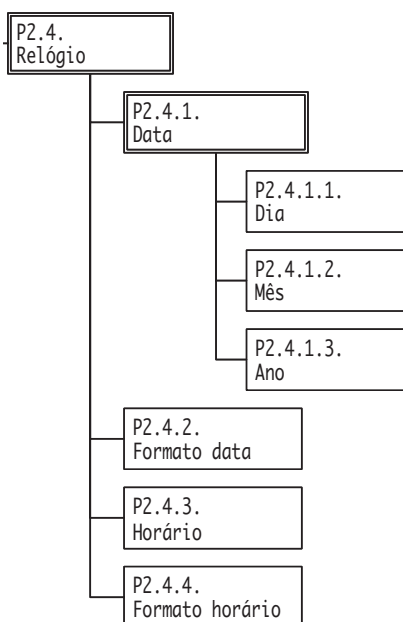 P2.4.
Relógio
P2.4.1.
Data
P2.4.1.1.
Dia
P2.4.1.2.
Mês
P2.4.1.3.
Ano
P2.4.2.
Formato data
P2.4.3.
Horário
P2.4.4.
Formato horário